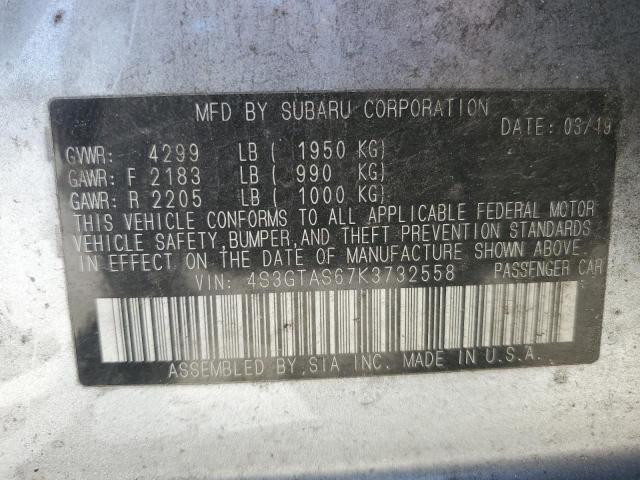 MFD BY SUBARU CORPORATION
DATE: 03/19
GVWR: 4299 LB ( 1950 KG)
GAWR: F 2183 LB ( 990 KG)
GAWR: R 2205 LB ( 1000 KG)
THIS VEHICLE CONFORMS TO ALL APPLICABLE FEDERAL MOTOR
VEHICLE SAFETY, BUMPER, AND THEFT PREVENTION STANDARDS
IN EFFECT ON THE DATE OF MANUFACTURE SHOWN ABOVE.
VIN: 4S3GTAS67K3732558 PASSENGER CAR
ASSEMBLED BY SIA INC. MADE IN U.S.A.